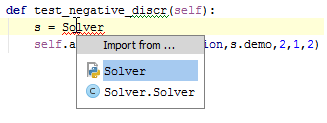 def test_negative_discr(self):
s = Solver
self.a ion,s.demo,2,1,2)
Import from ...
Solver
Solver.Solver